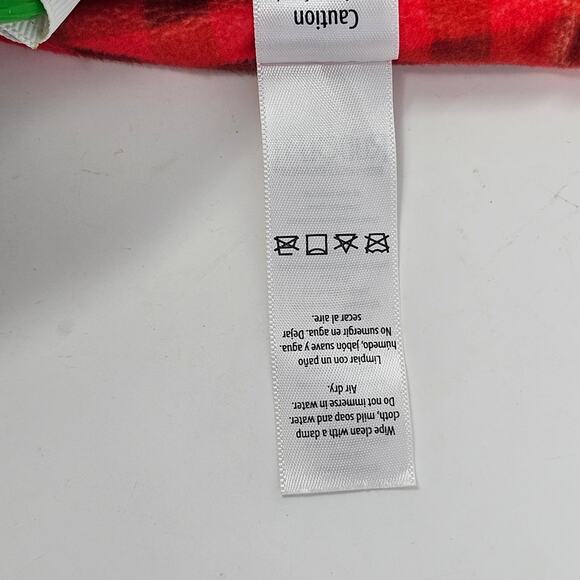 Wipe clean with a damp
cloth, mild soap and water.
Do not immerse in water.
Air dry.
Limpiar con un paño
húmedo, jabón suave y agua.
No sumergir en agua. Dejar
secar al aire.
Caution